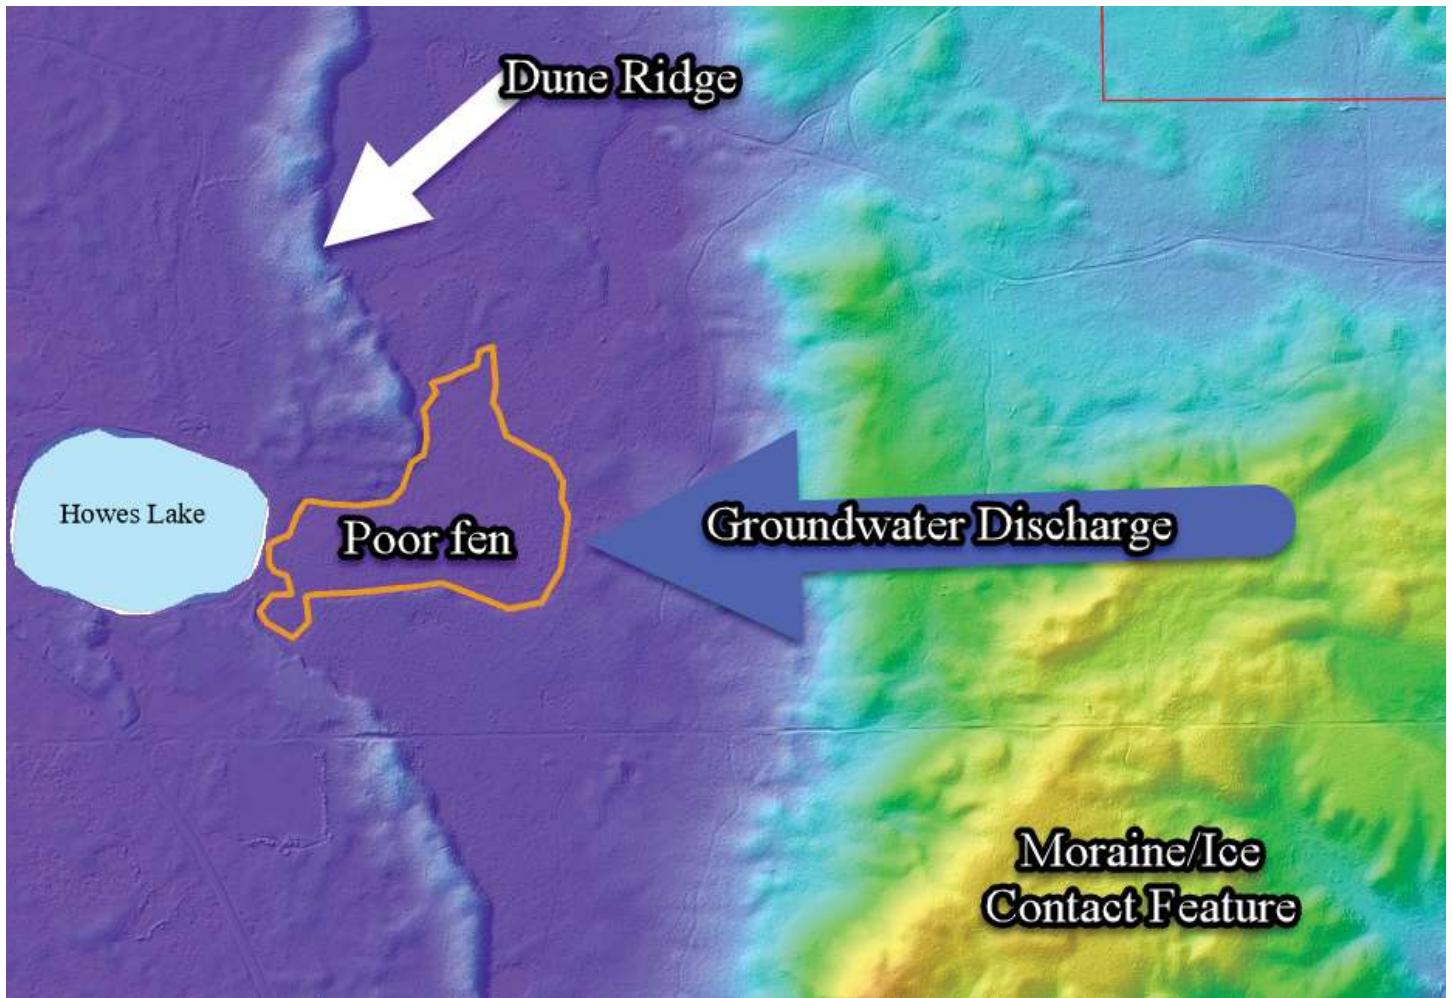 Dune Ridge
Howes Lake
Poor fen
Groundwater Discharge
Moraine/Ice
Contact Feature